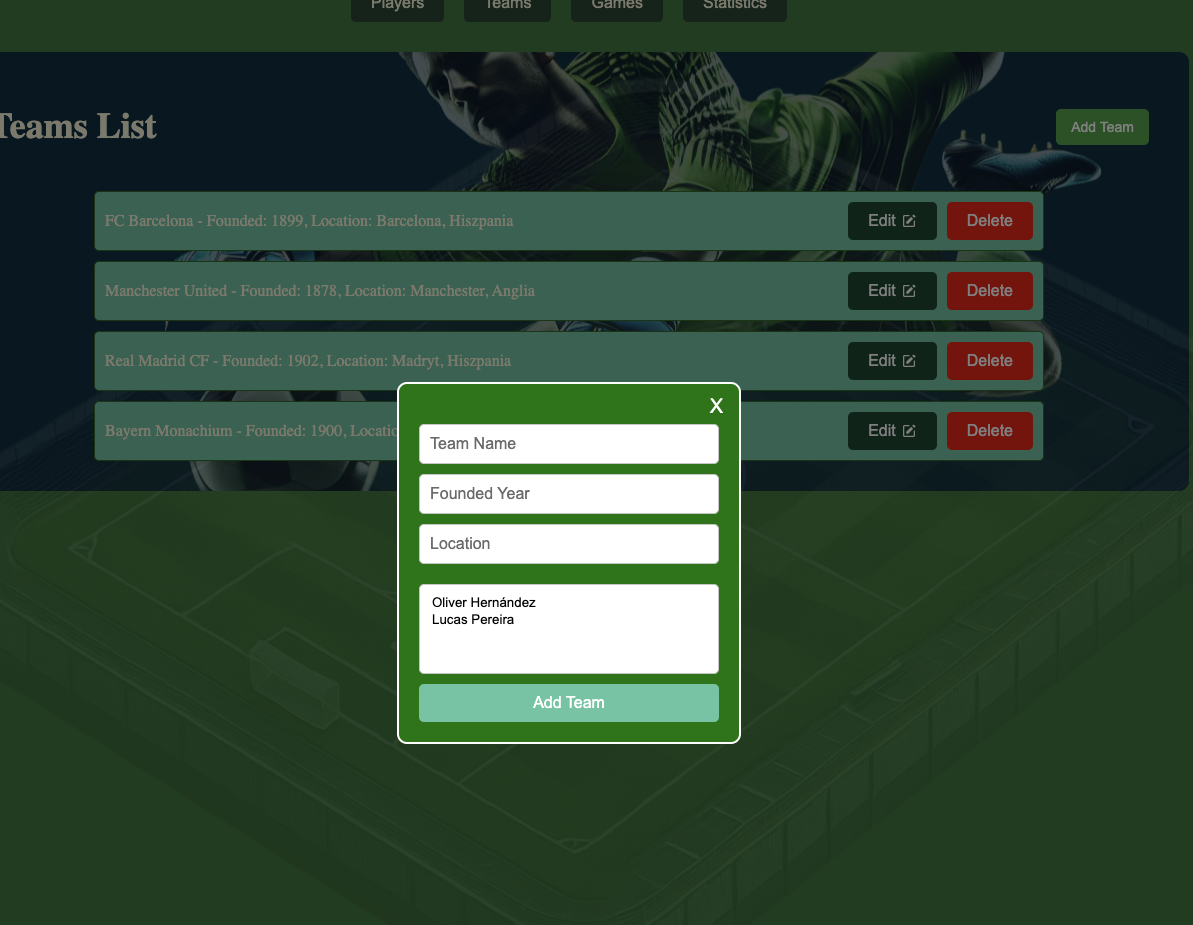 Players Teams Games Statistics
Teams List
Add Team
FC Barcelona - Founded: 1899, Location: Barcelona, Hiszpania
Edit Delete
Manchester United - Founded: 1878, Location: Manchester, Anglia
Edit Delete
Real Madrid CF - Founded: 1902, Location: Madryt, Hiszpania
Edit Delete
Bayern Monachium - Founded: 1900,
Edit Delete
X
Team Name
Founded Year
Location
Oliver Hernández
Lucas Pereira
Add Team